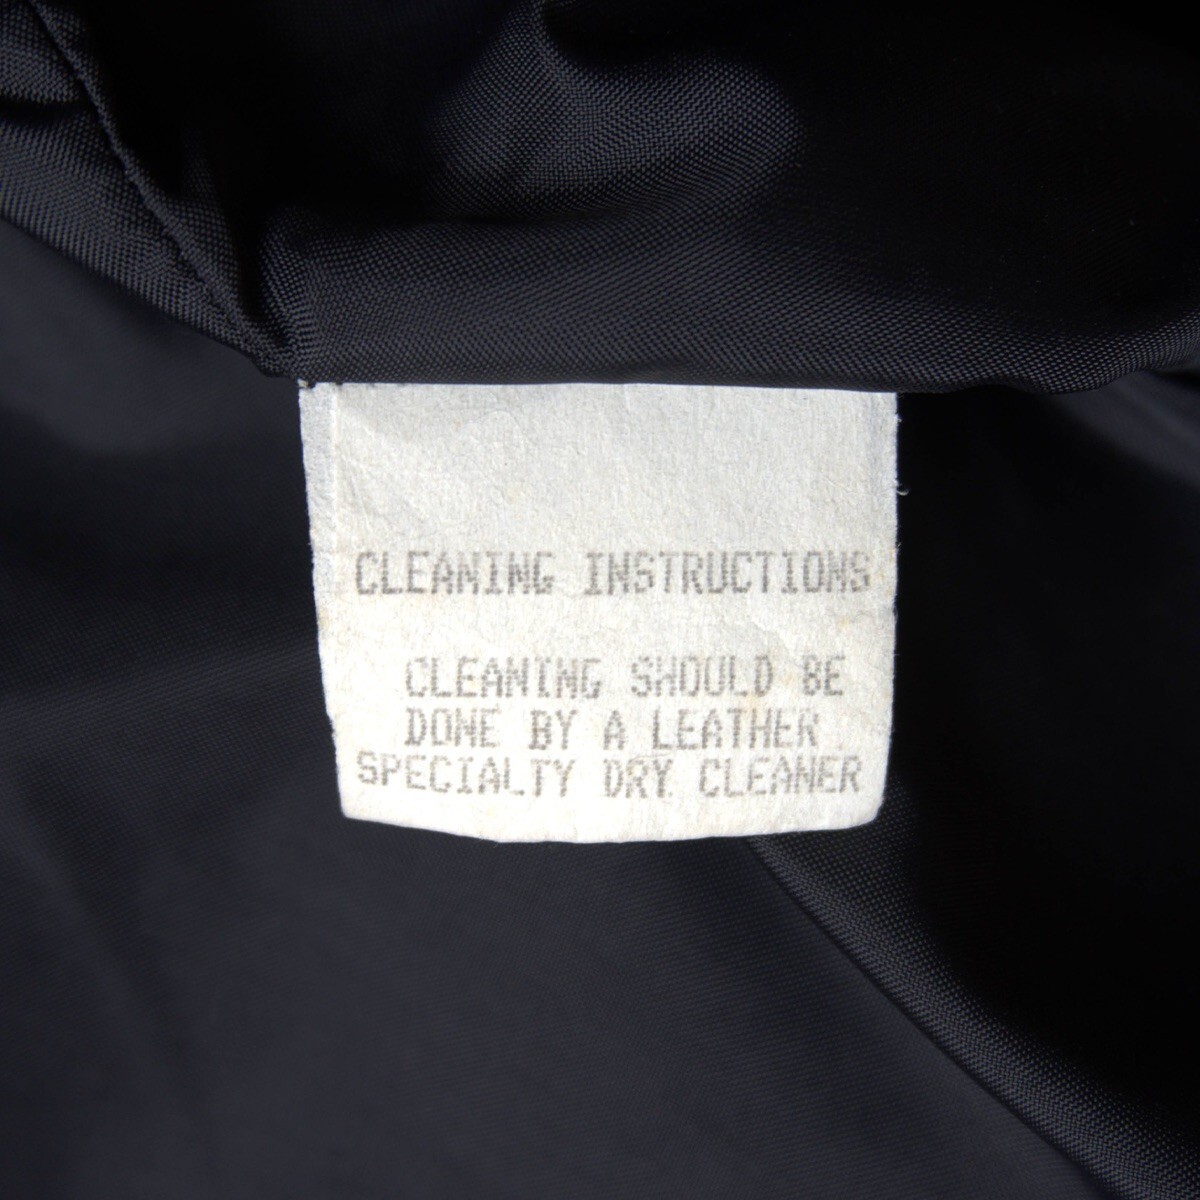 CLEANING INSTRUCTIONS
CLEANING SHOULD BE
DONE BY A LEATHER
SPECIALTY DRY CLEANER